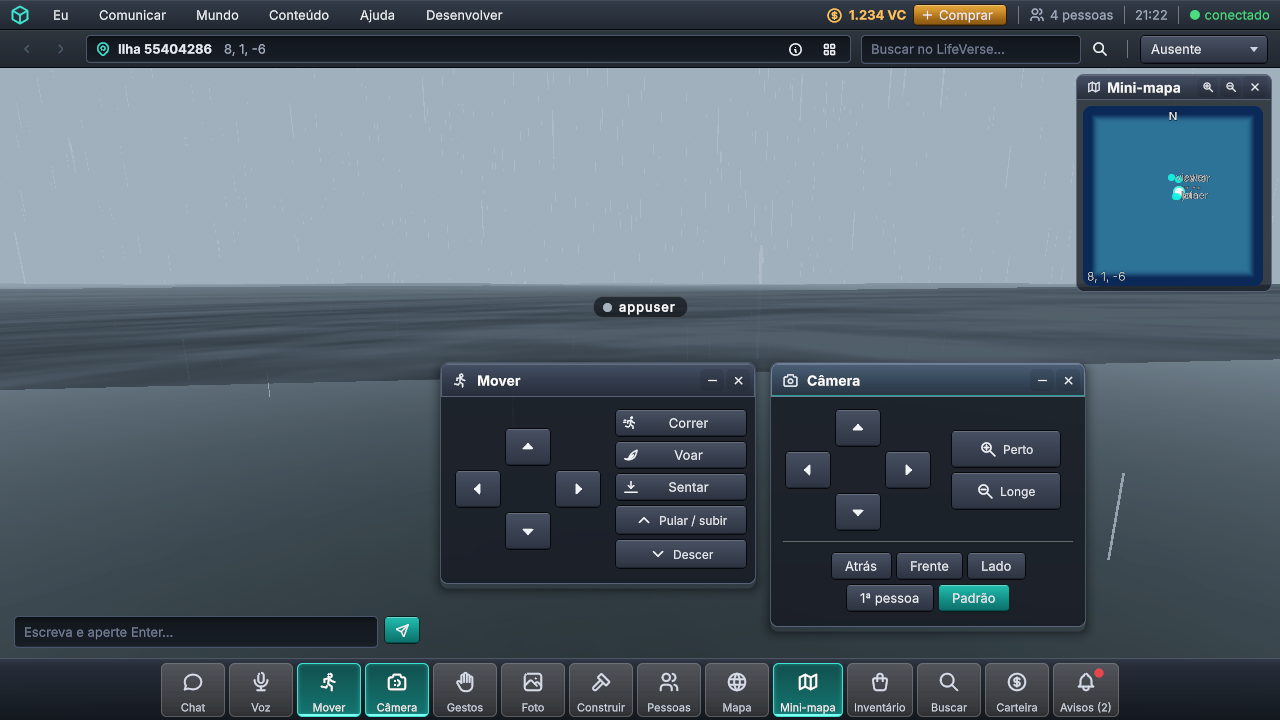 Eu Comunicar Mundo Conteúdo Ajuda Desenvolver 1.234 VC Comprar 4 pessoas 21:22 conectado
Ilha 55404286 8, 1, -6 Buscar no LifeVerse... Ausente
Mini-mapa
N
8, 1, -6
appuser
Mover
Correr
Voar
Sentar
Pular / subir
Descer
Câmera
Perto
Longe
Atrás Frente Lado
1ª pessoa Padrão
Escreva e aperte Enter...
Chat Voz Mover Câmera Gestos Foto Construir Pessoas Mapa Mini-mapa Inventário Buscar Carteira Avisos (2)